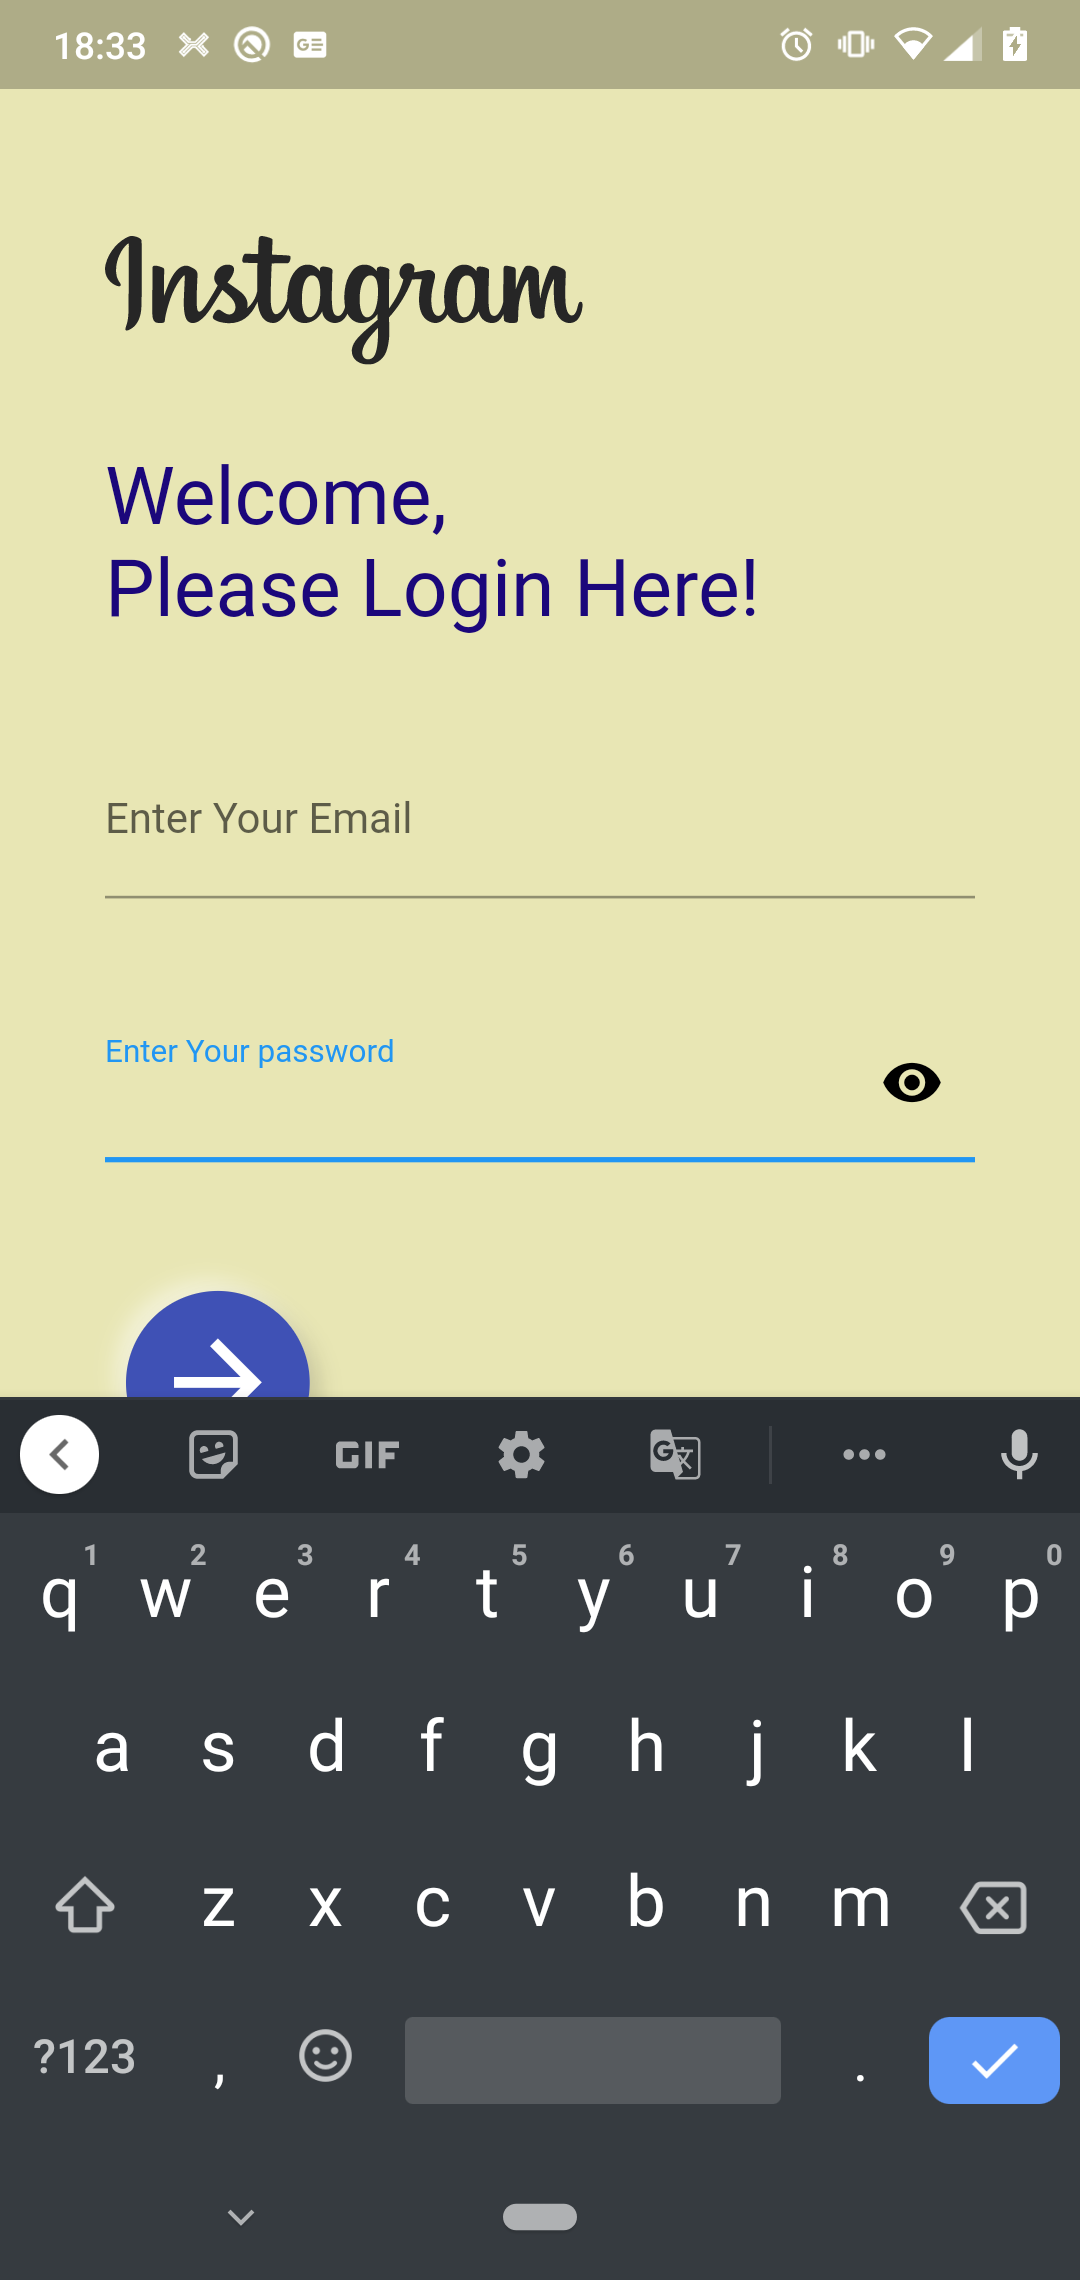 18:33
Instagram
Welcome,
Please Login Here!
Enter Your Email
Enter Your password
GIF
1 2 3 4 5 6 7 8 9 0
q w e r t y u i o p
a s d f g h j k l
z x c v b n m
?123 , .